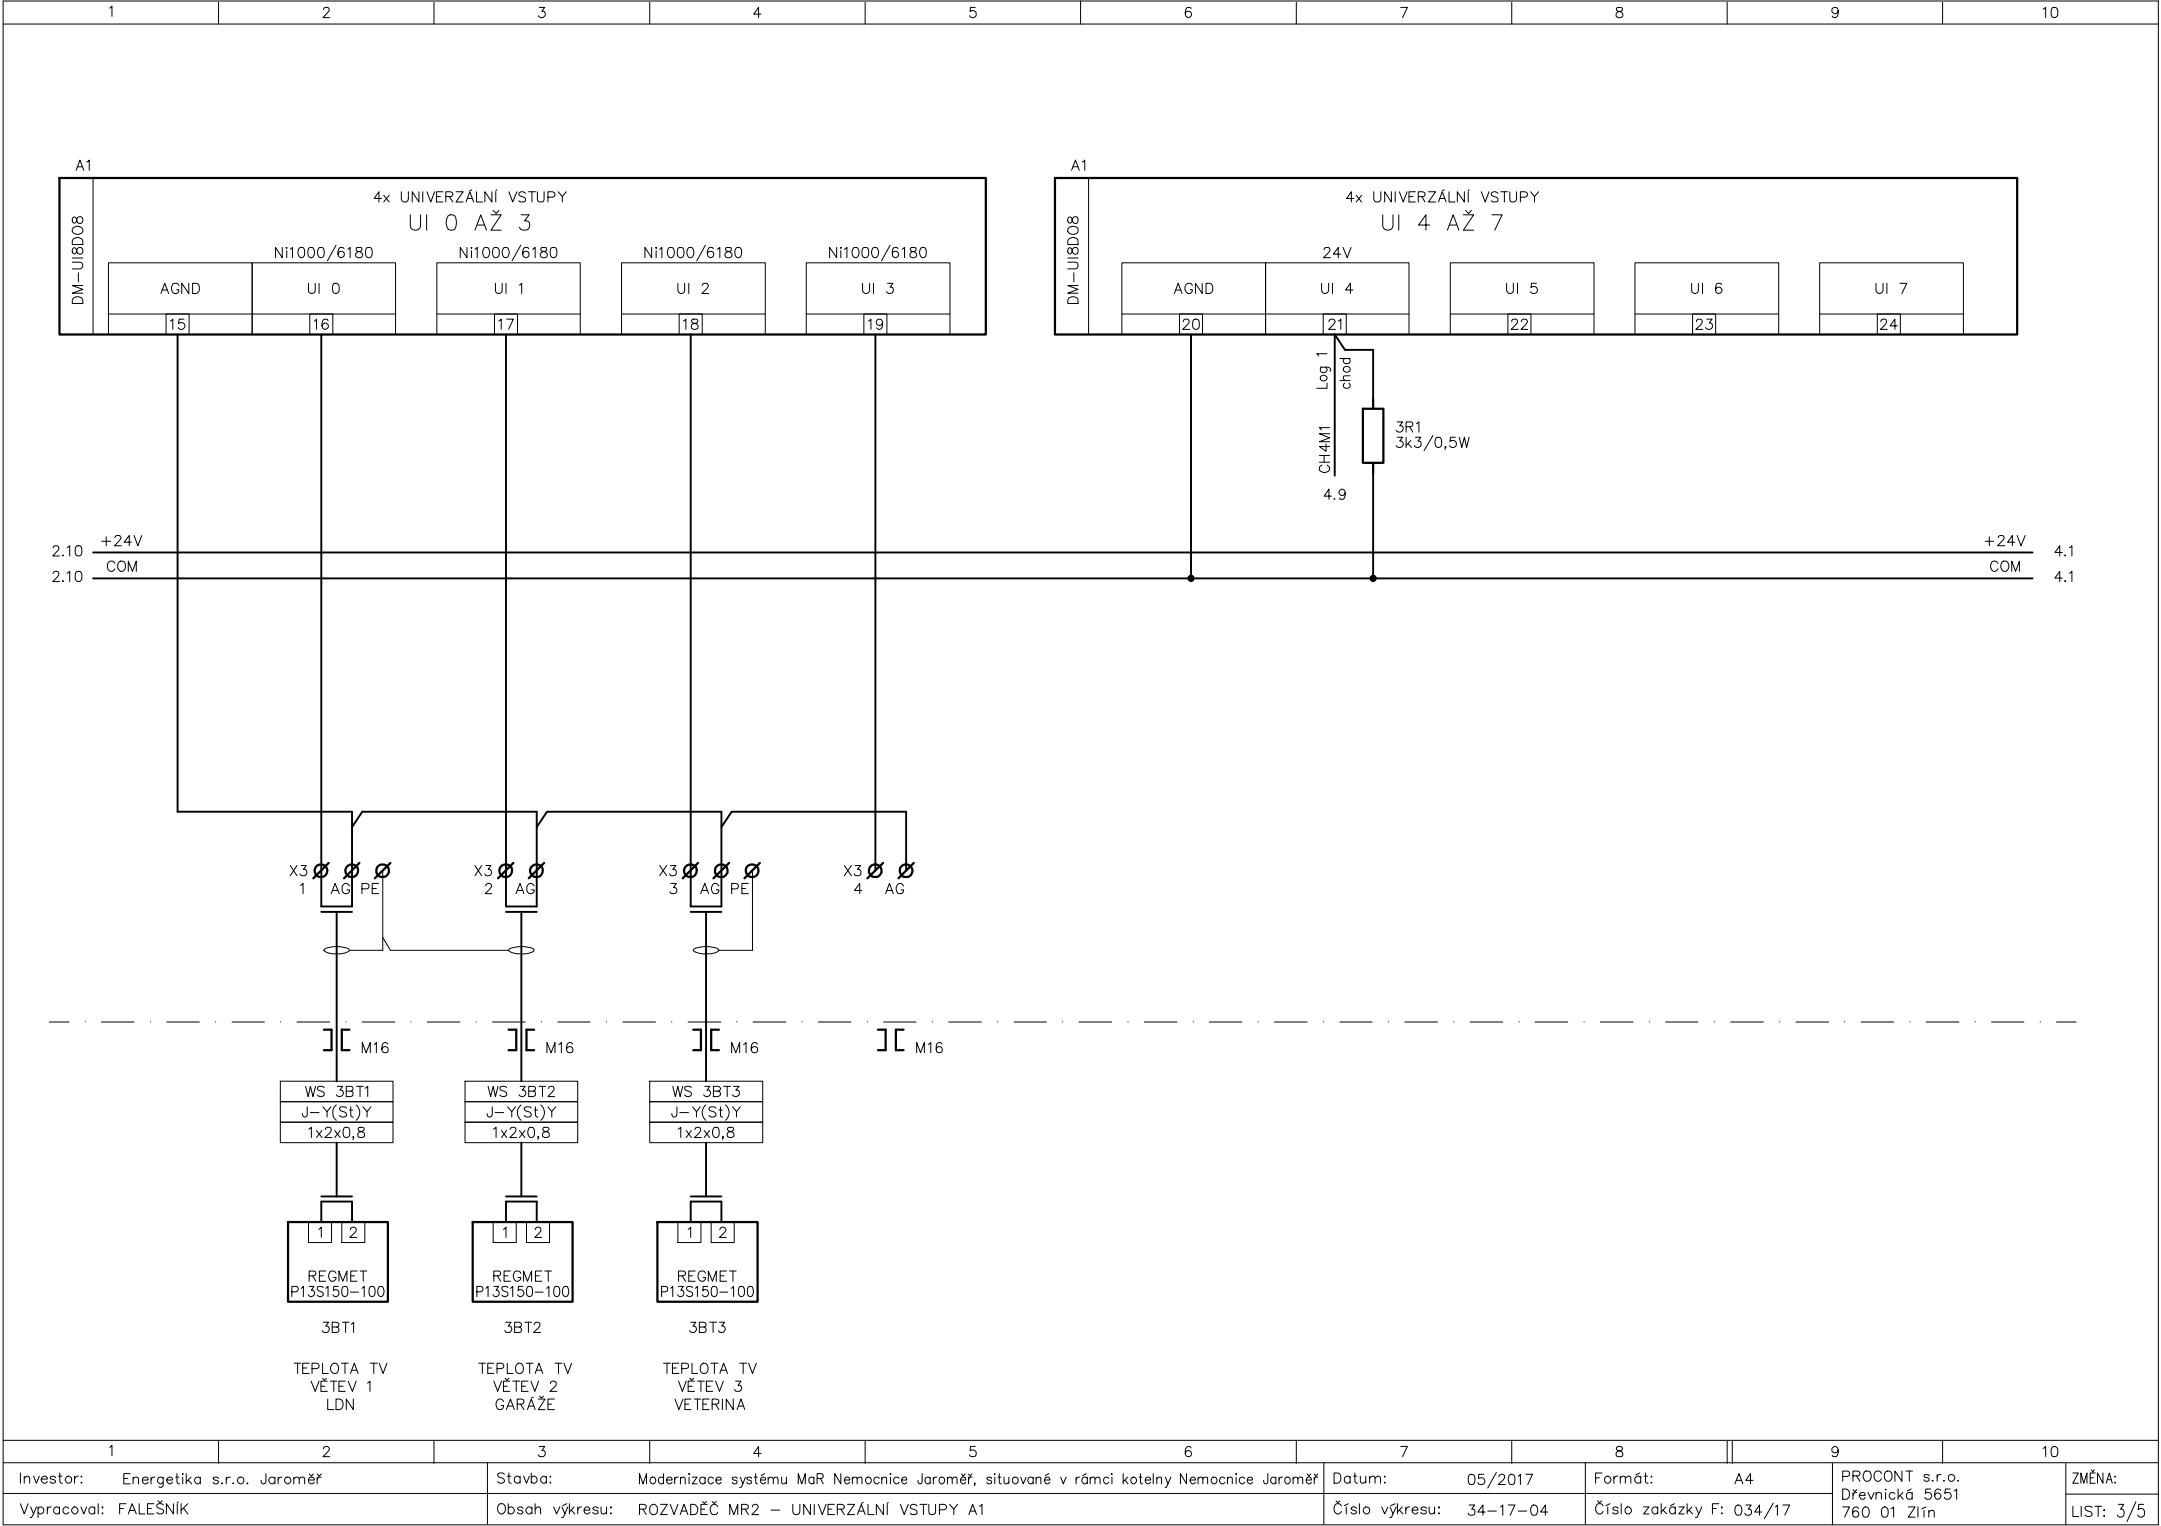 1 2 3 4 5 6 7 8 9 10
A1 A1
4x UNIVERZÁLNÍ VSTUPY
UI 0 AŽ 3
DM-UI8DO8
Ni1000/6180 Ni1000/6180 Ni1000/6180 Ni1000/6180
AGND UI 0 UI 1 UI 2 UI 3
15 16 17 18 19
4x UNIVERZÁLNÍ VSTUPY
UI 4 AŽ 7
DM-UI8DO8
24V
AGND UI 4 UI 5 UI 6 UI 7
20 21 22 23 24
Log 1
chod
CH4M1
4.9
3R1
3k3/0,5W
2.10 +24V +24V 4.1
2.10 COM COM 4.1
X3 X3 X3 X3
1 AG PE 2 AG 3 AG PE 4 AG
M16 M16 M16 M16
WS 3BT1 WS 3BT2 WS 3BT3
J-Y(St)Y J-Y(St)Y J-Y(St)Y
1x2x0,8 1x2x0,8 1x2x0,8
1 2 1 2 1 2
REGMET REGMET REGMET
P13S150-100 P13S150-100 P13S150-100
3BT1 3BT2 3BT3
TEPLOTA TV TEPLOTA TV TEPLOTA TV
VĚTEV 1 VĚTEV 2 VĚTEV 3
LDN GARÁŽE VETERINA
1 2 3 4 5 6 7 8 9 10
Investor: Energetika s.r.o. Jaroměř
Stavba: Modernizace systému MaR Nemocnice Jaroměř, situované v rámci kotelny Nemocnice Jaroměř
Datum: 05/2017
Formát: A4
PROCONT s.r.o.
Dřevnická 5651
760 01 Zlín
ZMĚNA:
Vypracoval: FALEŠNÍK
Obsah výkresu: ROZVADĚČ MR2 - UNIVERZÁLNÍ VSTUPY A1
Číslo výkresu: 34-17-04
Číslo zakázky F: 034/17
LIST: 3/5